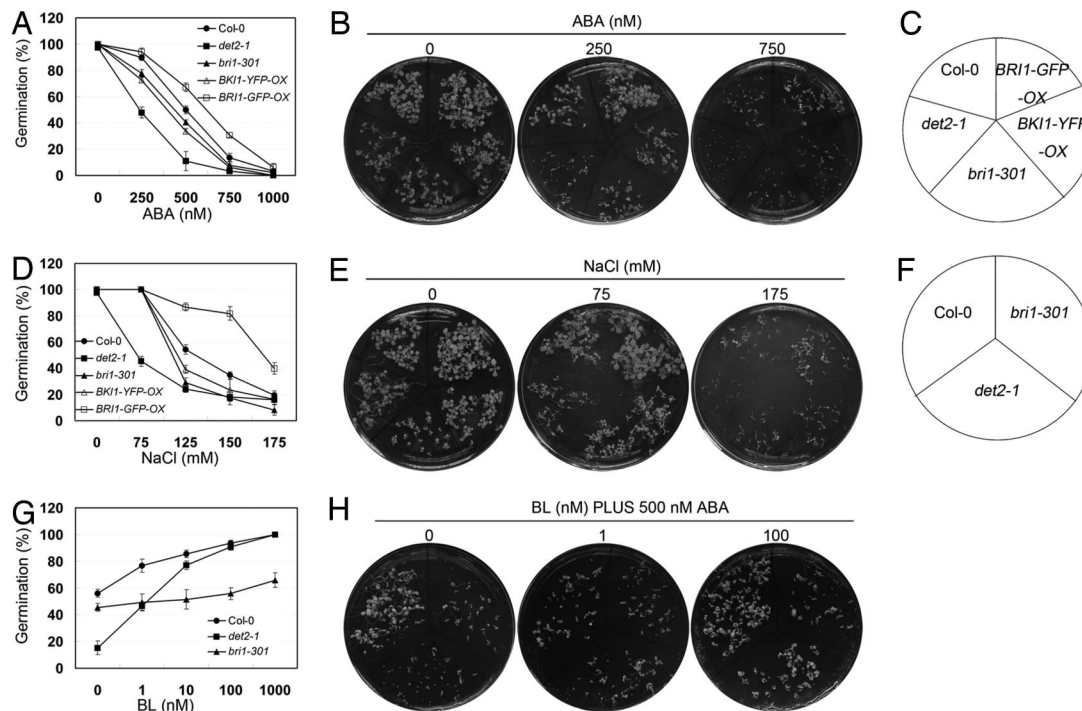 A
Germination (%)
120
100
80
60
40
20
0
0 250 500 750 1000
ABA (nM)
Col-0
det2-1
bri1-301
BKI1-YFP-OX
BRI1-GFP-OX
B
ABA (nM)
0 250 750
C
Col-0
BRI1-GFP
-OX
det2-1
BKI1-YFP
-OX
bri1-301
D
Germination (%)
120
100
80
60
40
20
0
0 75 125 150 175
NaCl (mM)
Col-0
det2-1
bri1-301
BKI1-YFP-OX
BRI1-GFP-OX
E
NaCl (mM)
0 75 175
F
Col-0
bri1-301
det2-1
G
Germination (%)
120
100
80
60
40
20
0
0 1 10 100 1000
BL (nM)
Col-0
det2-1
bri1-301
H
BL (nM) PLUS 500 nM ABA
0 1 100